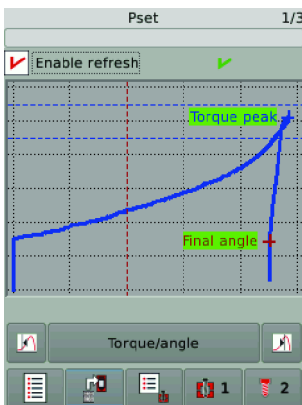 Pset 1/3
Enable refresh
Torque peak
Final angle
Torque/angle
1 2